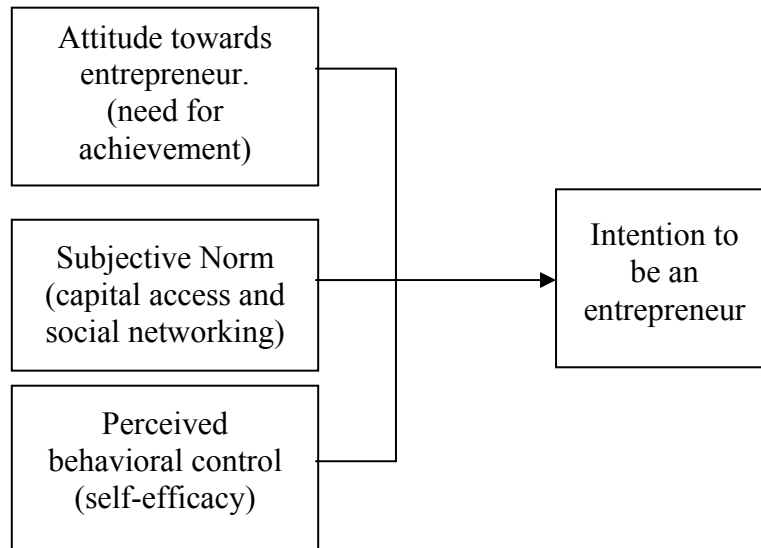 Attitude towards
entrepreneur.
(need for
achievement)
Subjective Norm
(capital access and
social networking)
Perceived
behavioral control
(self-efficacy)
Intention to
be an
entrepreneur